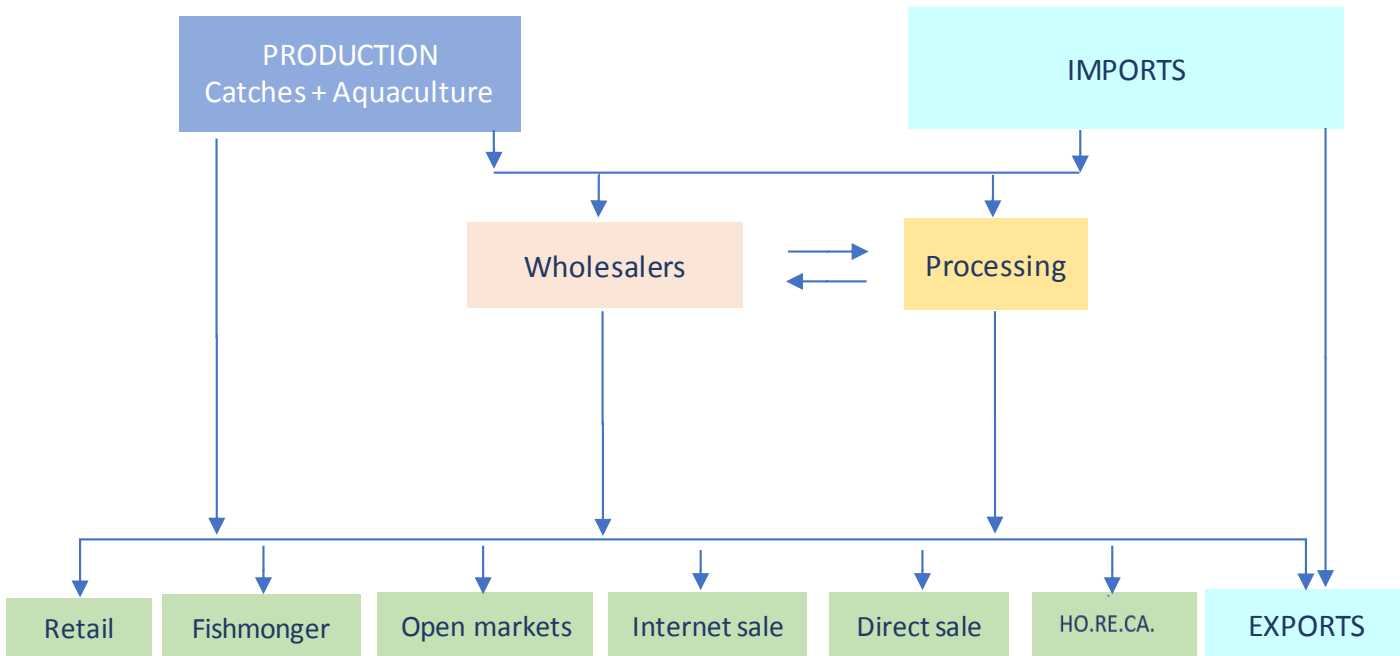 PRODUCTION
Catches + Aquaculture
IMPORTS
Wholesalers
Processing
Retail
Fishmonger
Open markets
Internet sale
Direct sale
HO.RE.CA.
EXPORTS